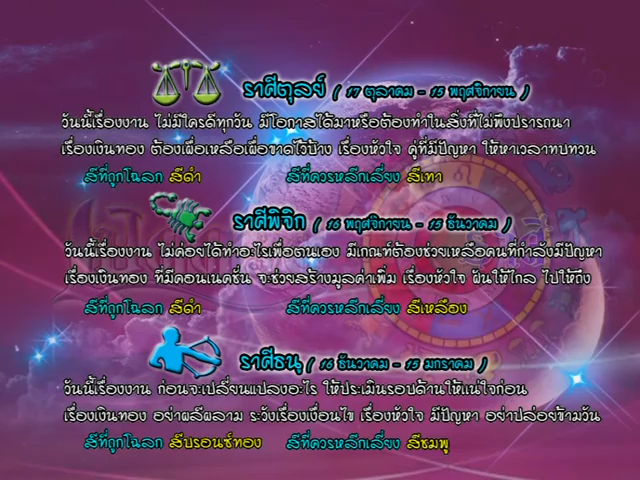 ราศีตุลย์ ( 17 ตุลาคม - 15 พฤศจิกายน )
วันนี้เรื่องงาน ไม่มีใครดีทุกวัน มีโอกาสได้มาหรือต้องทำในสิ่งที่ไม่พึงปรารถนา
เรื่องเงินทอง ต้องเผื่อเหลือเผื่อขาดไว้บ้าง เรื่องหัวใจ คู่ที่มีปัญหา ให้หาเวลาทบทวน
สีที่ถูกโฉลก สีดำ สีที่ควรหลีกเลี่ยง สีเทา
ราศีพิจิก ( 16 พฤศจิกายน - 15 ธันวาคม )
วันนี้เรื่องงาน ไม่ค่อยได้ทำอะไรเพื่อตนเอง มีเกณฑ์ต้องช่วยเหลือคนที่กำลังมีปัญหา
เรื่องเงินทอง ที่มีคอนเนคชั่น จะช่วยสร้างมูลค่าเพิ่ม เรื่องหัวใจ ฝันให้ไกล ไปให้ถึง
สีที่ถูกโฉลก สีดำ สีที่ควรหลีกเลี่ยง สีเหลือง
ราศีธนู ( 16 ธันวาคม - 15 มกราคม )
วันนี้เรื่องงาน ก่อนจะเปลี่ยนแปลงอะไร ให้ประเมินรอบด้านให้แน่ใจก่อน
เรื่องเงินทอง อย่าผลีผลาม ระวังเรื่องเงื่อนไข เรื่องหัวใจ มีปัญหา อย่าปล่อยข้ามวัน
สีที่ถูกโฉลก สีบรอนซ์ทอง สีที่ควรหลีกเลี่ยง สีชมพู